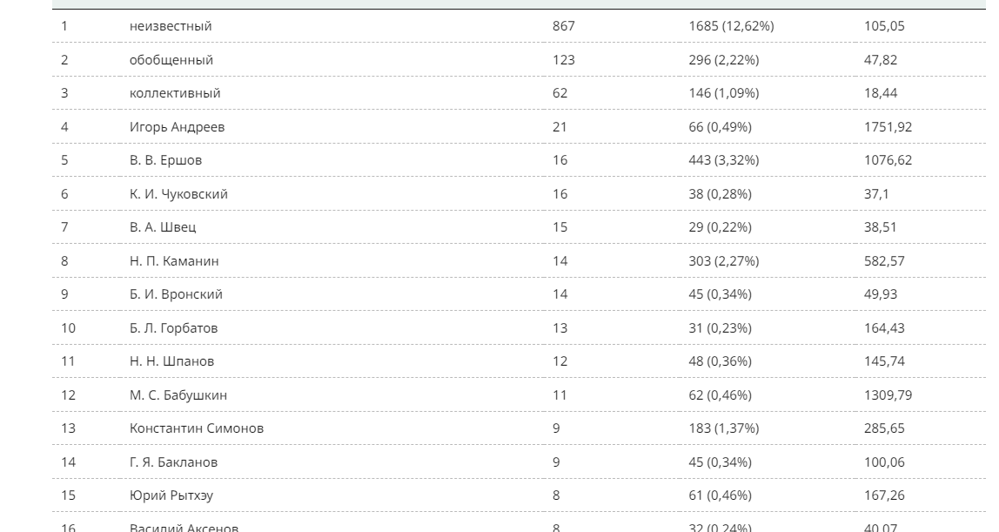 1 неизвестный 867 1685 (12,62%) 105,05
2 обобщенный 123 296 (2,22%) 47,82
3 коллективный 62 146 (1,09%) 18,44
4 Игорь Андреев 21 66 (0,49%) 1751,92
5 В. В. Ершов 16 443 (3,32%) 1076,62
6 К. И. Чуковский 16 38 (0,28%) 37,1
7 В. А. Швец 15 29 (0,22%) 38,51
8 Н. П. Каманин 14 303 (2,27%) 582,57
9 Б. И. Вронский 14 45 (0,34%) 49,93
10 Б. Л. Горбатов 13 31 (0,23%) 164,43
11 Н. Н. Шпанов 12 48 (0,36%) 145,74
12 М. С. Бабушкин 11 62 (0,46%) 1309,79
13 Константин Симонов 9 183 (1,37%) 285,65
14 Г. Я. Бакланов 9 45 (0,34%) 100,06
15 Юрий Рытхэу 8 61 (0,46%) 167,26
16 Василий Аксенов 8 32 (0,24%) 40,07